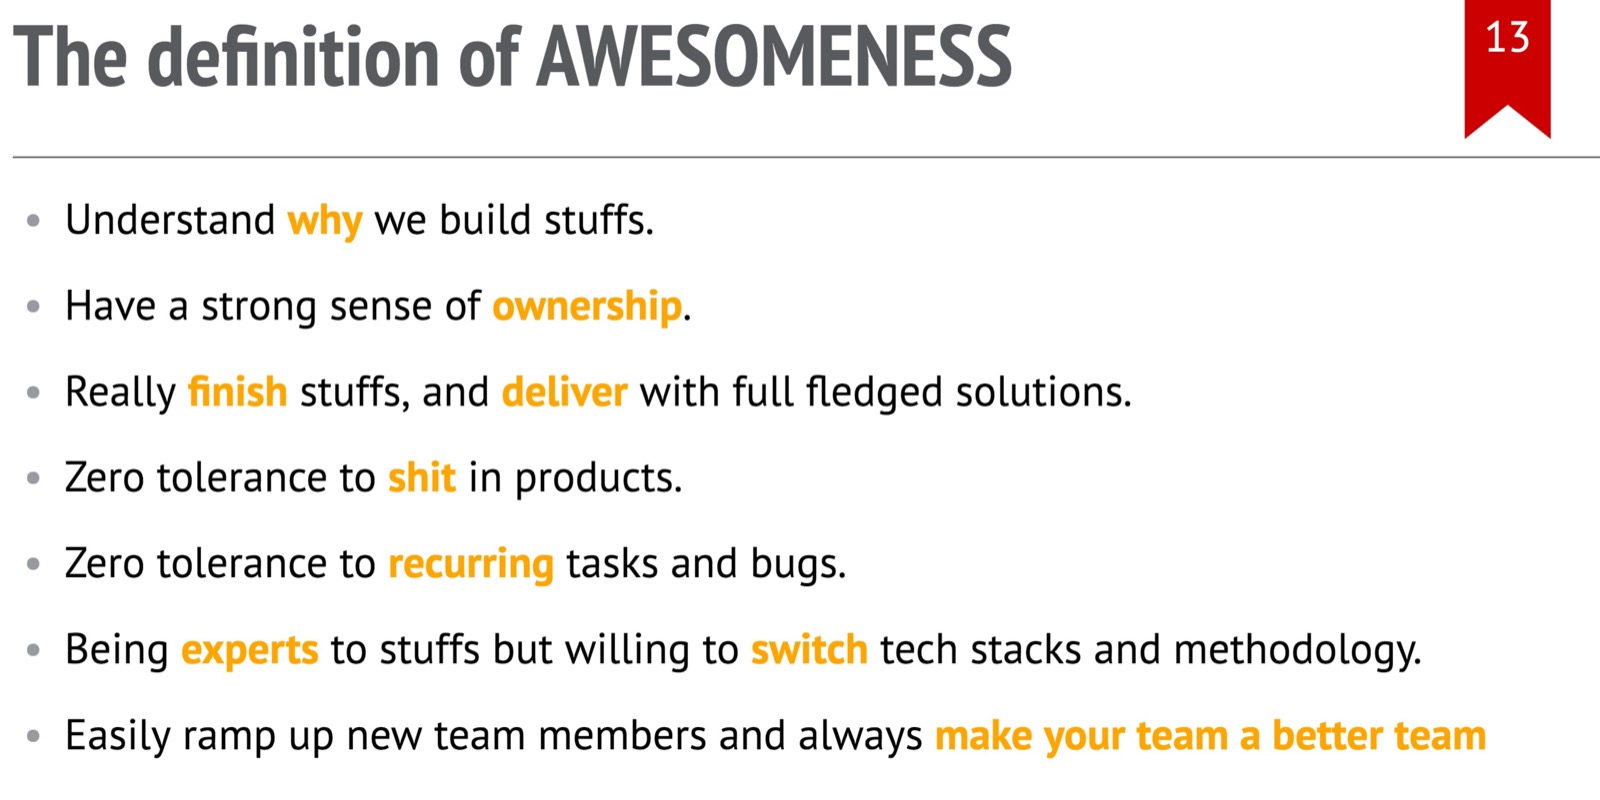 The definition of AWESOMENESS
13
Understand why we build stuffs.
Have a strong sense of ownership.
Really finish stuffs, and deliver with full fledged solutions.
Zero tolerance to shit in products.
Zero tolerance to recurring tasks and bugs.
Being experts to stuffs but willing to switch tech stacks and methodology.
Easily ramp up new team members and always make your team a better team